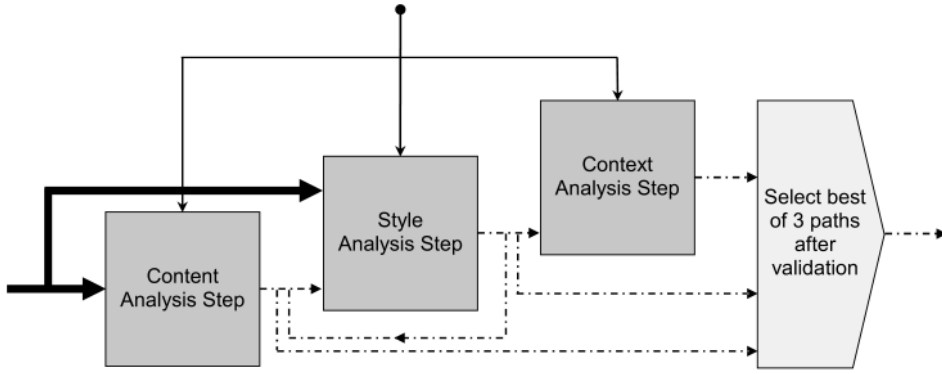 Content
Analysis Step
Style
Analysis Step
Context
Analysis Step
Select best
of 3 paths
after
validation